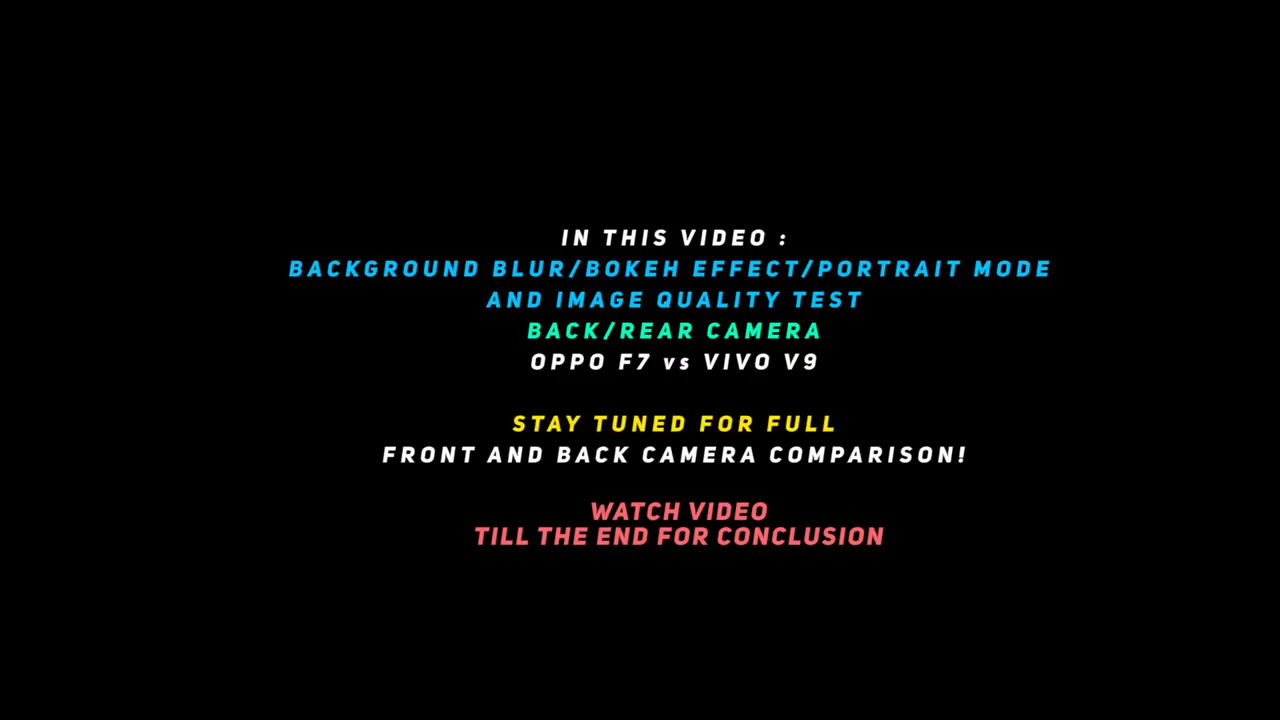 IN THIS VIDEO :
BACKGROUND BLUR/BOKEH EFFECT/PORTRAIT MODE
AND IMAGE QUALITY TEST
BACK/REAR CAMERA
OPPO F7 vs VIVO V9
STAY TUNED FOR FULL
FRONT AND BACK CAMERA COMPARISON!
WATCH VIDEO
TILL THE END FOR CONCLUSION